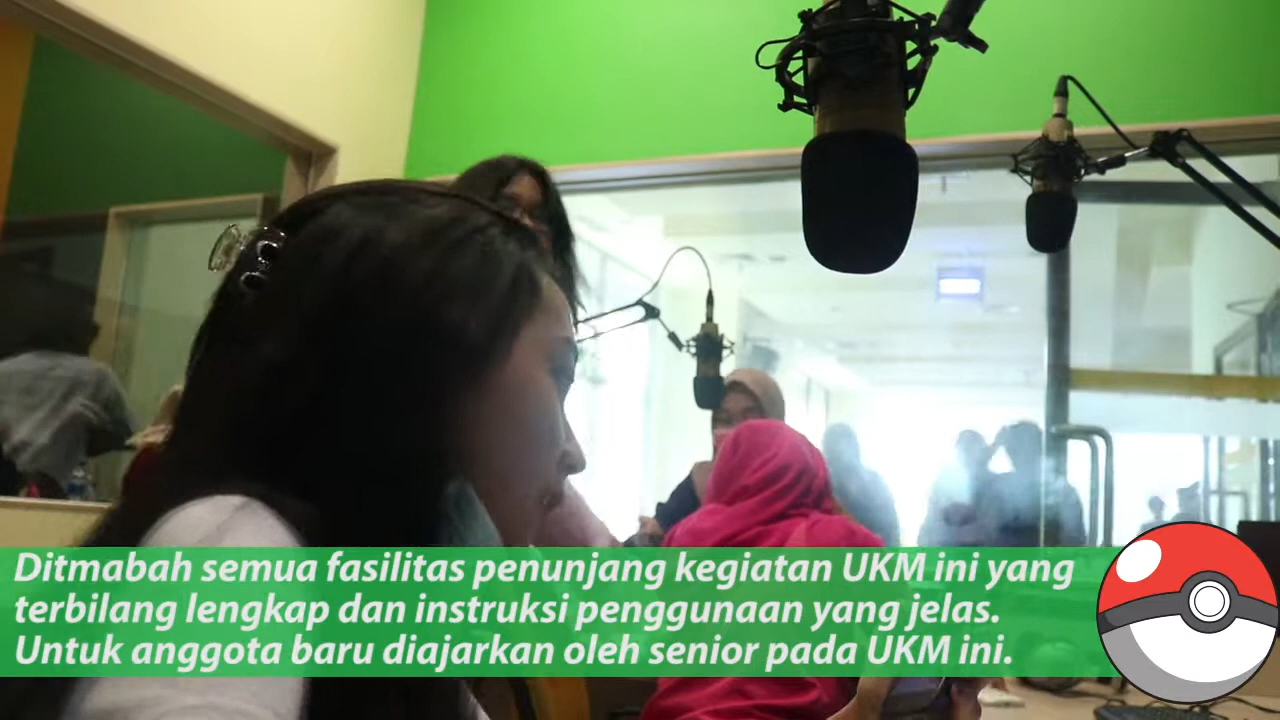 Ditmabah semua fasilitas penunjang kegiatan UKM ini yang
terbilang lengkap dan instruksi penggunaan yang jelas.
Untuk anggota baru diajarkan oleh senior pada UKM ini.